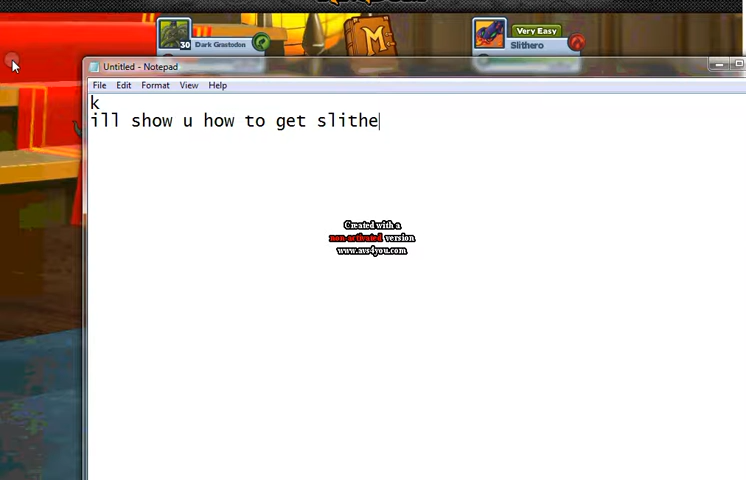 Very Easy
30 Dark Grastodon
M
Slithero
Untitled - Notepad
File Edit Format View Help
k
ill show u how to get slithe
Created with a
non-activated version
www.avs4you.com